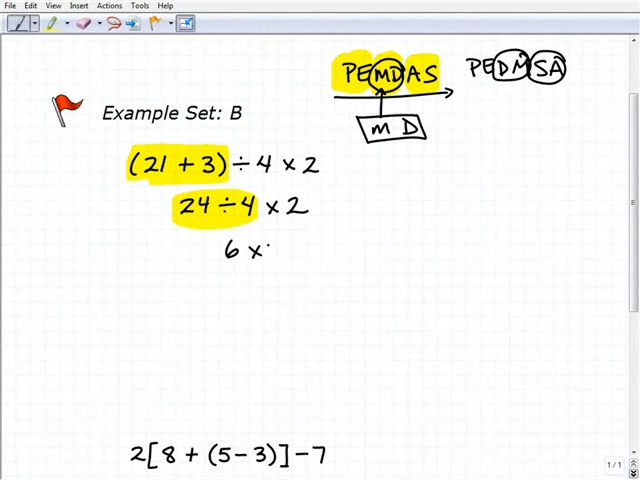 File Edit View Insert Actions Tools Help
PEMDAS PEDMSA
M D
Example Set: B
(21 + 3) ÷ 4 × 2
24 ÷ 4 × 2
6 ×
2[8 + (5 − 3)] − 7
1 / 1